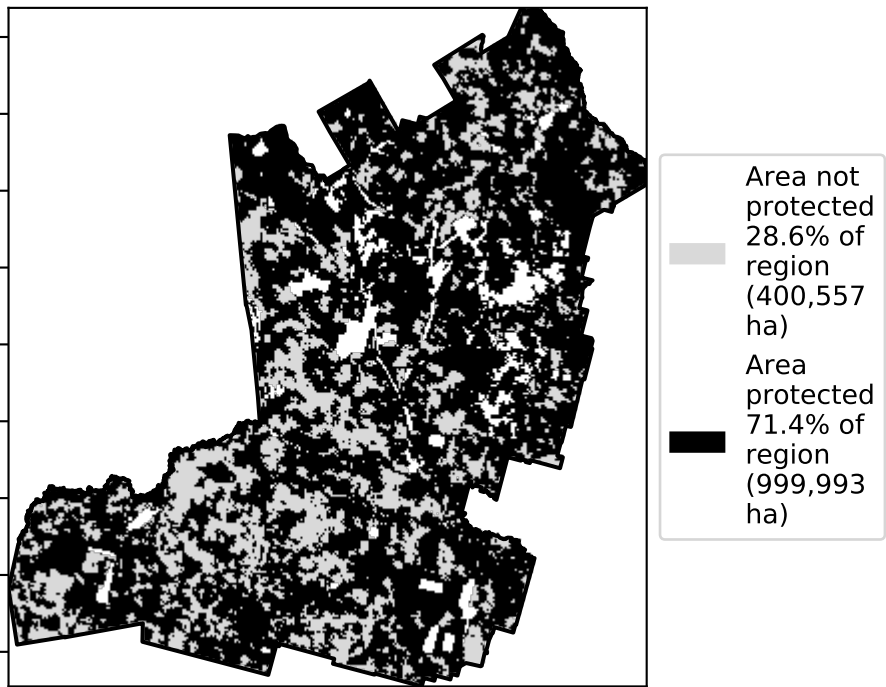 Area not
protected
28.6% of
region
(400,557
ha)
Area
protected
71.4% of
region
(999,993
ha)